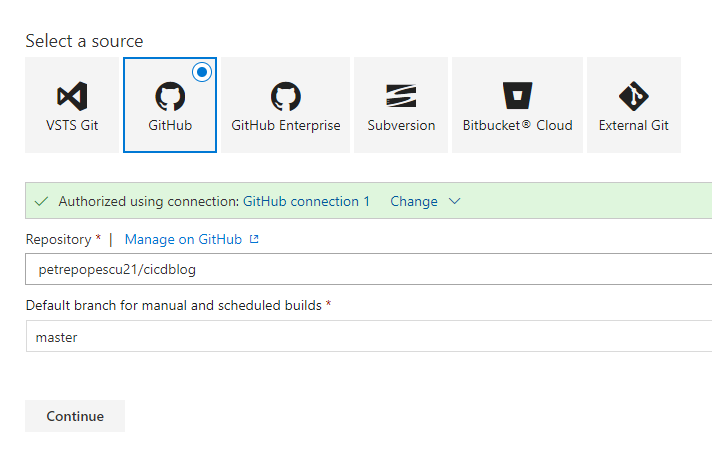 Select a source
VSTS Git
GitHub
GitHub Enterprise
Subversion
Bitbucket® Cloud
External Git
Authorized using connection: GitHub connection 1 Change
Repository * | Manage on GitHub
petrepopescu21/cicdblog
Default branch for manual and scheduled builds *
master
Continue